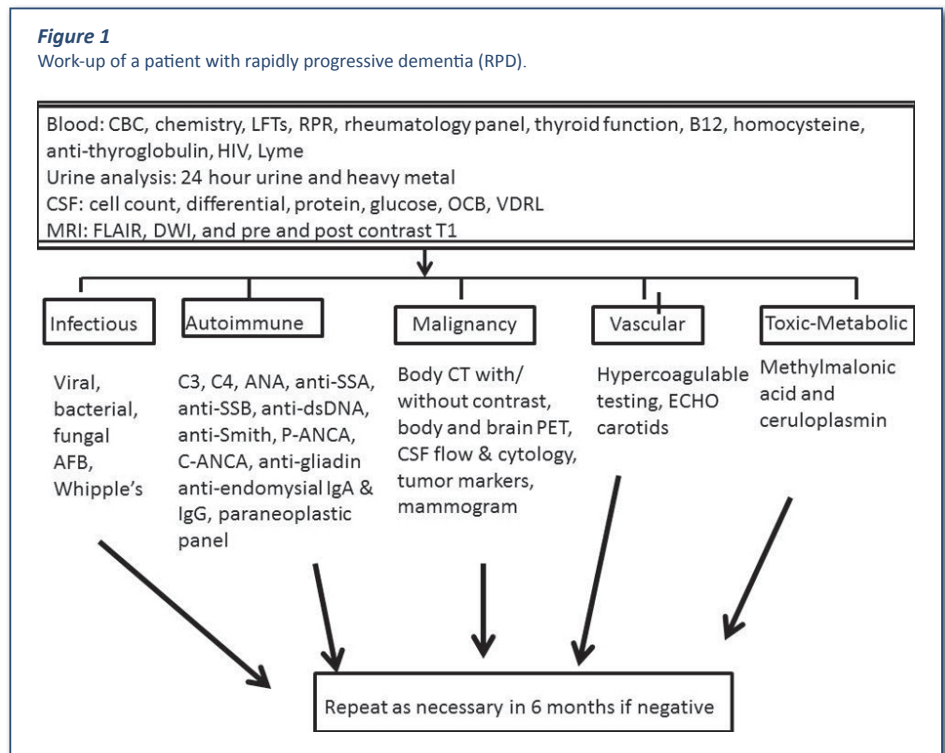 Figure 1
Work-up of a patient with rapidly progressive dementia (RPD).
Blood: CBC, chemistry, LFTs, RPR, rheumatology panel, thyroid function, B12, homocysteine,
anti-thyroglobulin, HIV, Lyme
Urine analysis: 24 hour urine and heavy metal
CSF: cell count, differential, protein, glucose, OCB, VDRL
MRI: FLAIR, DWI, and pre and post contrast T1
Infectious
Viral,
bacterial,
fungal
AFB,
Whipple's
Autoimmune
C3, C4, ANA, anti-SSA,
anti-SSB, anti-dsDNA,
anti-Smith, P-ANCA,
C-ANCA, anti-gliadin
anti-endomysial IgA &
IgG, paraneoplastic
panel
Malignancy
Body CT with/
without contrast,
body and brain PET,
CSF flow & cytology,
tumor markers,
mammogram
Vascular
Hypercoagulable
testing, ECHO
carotids
Toxic-Metabolic
Methylmalonic
acid and
ceruloplasmin
Repeat as necessary in 6 months if negative